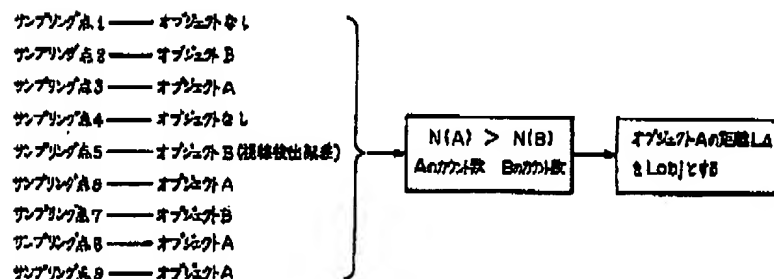 サンプリング点1 —— オブジェクトなし
サンプリング点2 —— オブジェクトB
サンプリング点3 —— オブジェクトA
サンプリング点4 —— オブジェクトなし
サンプリング点5 —— オブジェクトB(視線検出誤差)
サンプリング点6 —— オブジェクトA
サンプリング点7 —— オブジェクトB
サンプリング点8 —— オブジェクトA
サンプリング点9 —— オブジェクトA
N(A) > N(B)
Aのカウント数 Bのカウント数
オブジェクトAの距離LA
をLobjとする